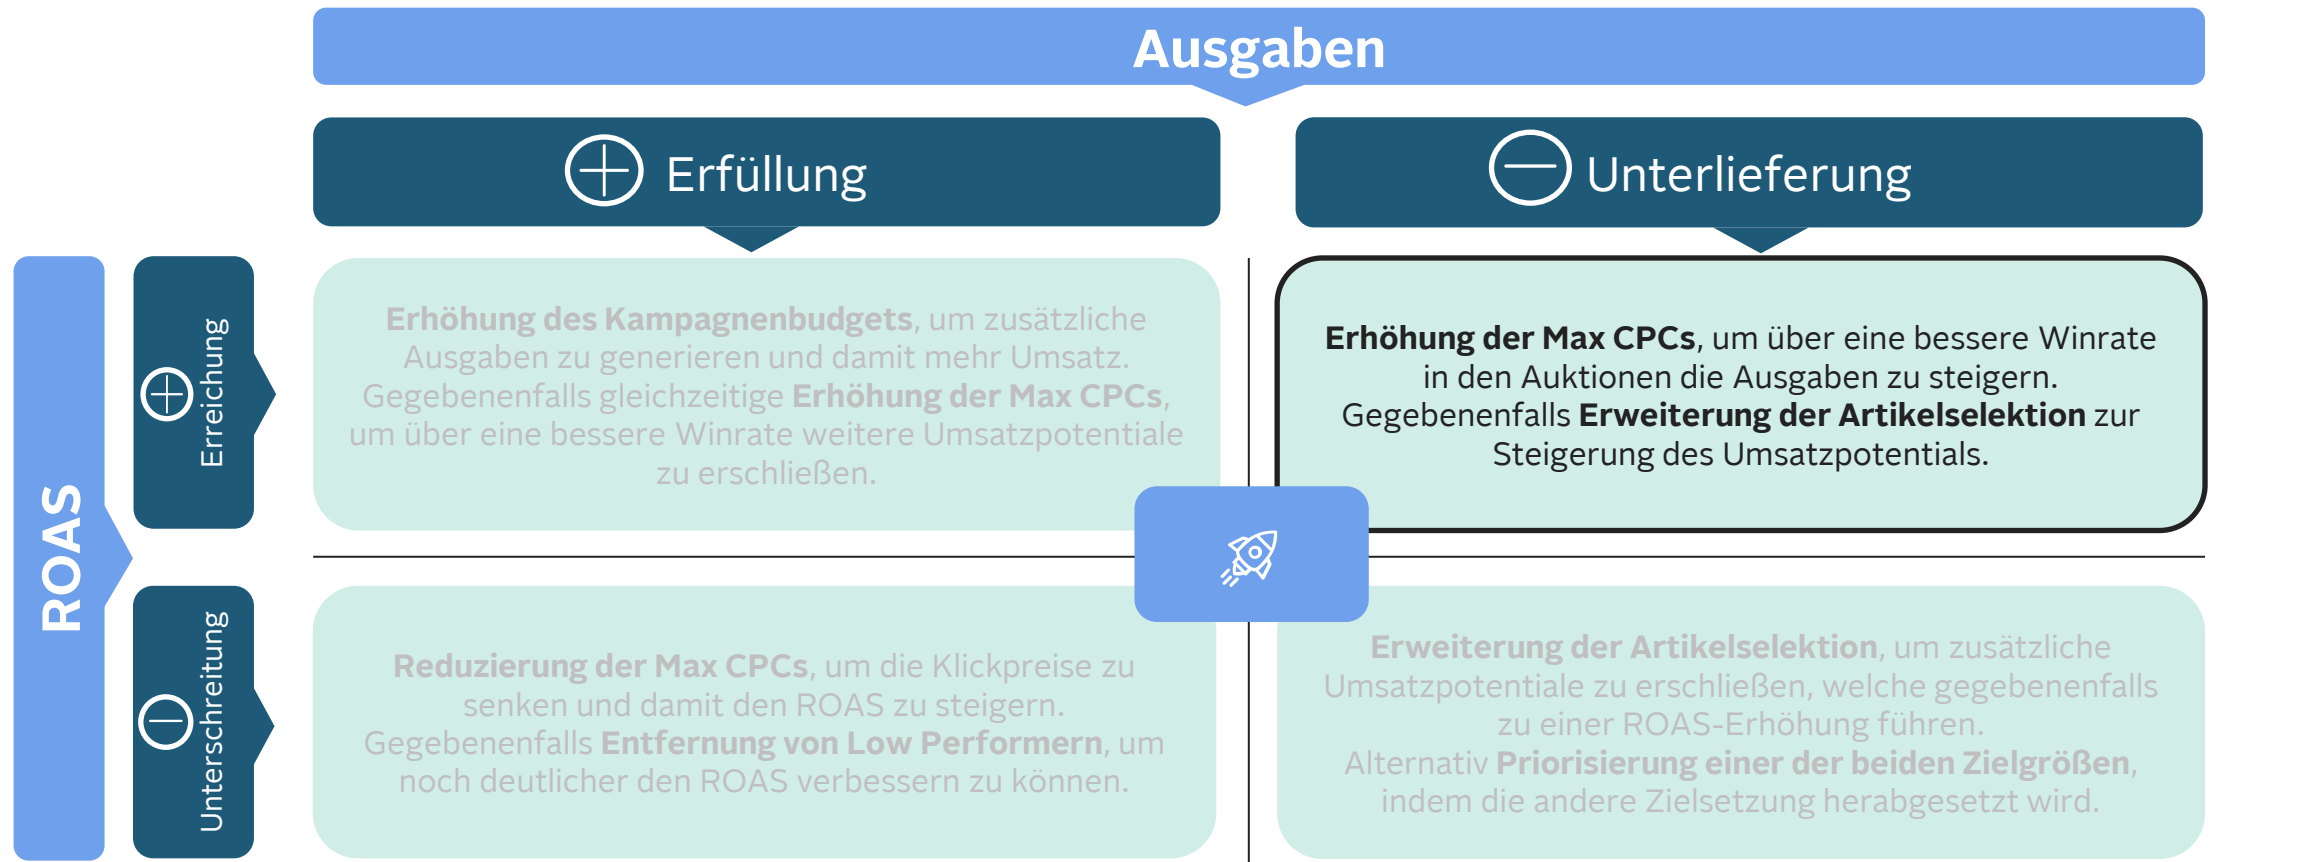 Ausgaben
Erfüllung
Unterlieferung
ROAS
Erreichung
Erhöhung des Kampagnenbudgets, um zusätzliche
Ausgaben zu generieren und damit mehr Umsatz.
Gegebenenfalls gleichzeitige Erhöhung der Max CPCs,
um über eine bessere Winrate weitere Umsatzpotentiale
zu erschließen.
Erhöhung der Max CPCs, um über eine bessere Winrate
in den Auktionen die Ausgaben zu steigern.
Gegebenenfalls Erweiterung der Artikelselektion zur
Steigerung des Umsatzpotentials.
Unterschreitung
Reduzierung der Max CPCs, um die Klickpreise zu
senken und damit den ROAS zu steigern.
Gegebenenfalls Entfernung von Low Performern, um
noch deutlicher den ROAS verbessern zu können.
Erweiterung der Artikelselektion, um zusätzliche
Umsatzpotentiale zu erschließen, welche gegebenenfalls
zu einer ROAS-Erhöhung führen.
Alternativ Priorisierung einer der beiden Zielgrößen,
indem die andere Zielsetzung herabgesetzt wird.